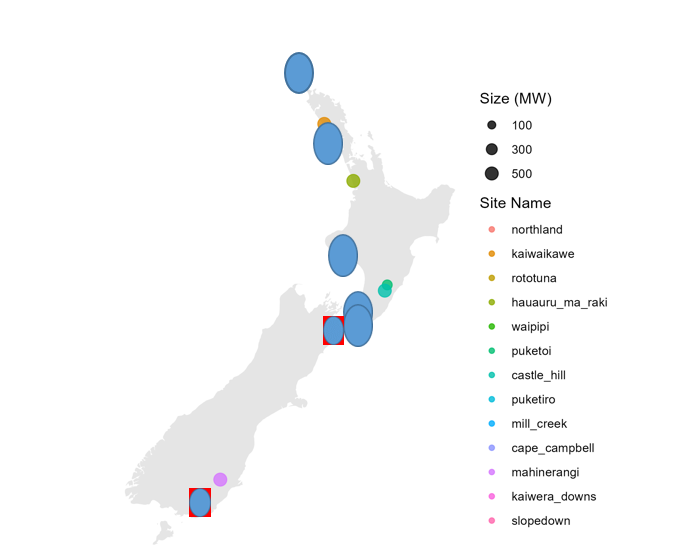 Size (MW)
100
300
500
Site Name
northland
kaiwaikawe
rototuna
hauauru_ma_raki
waipipi
puketoi
castle_hill
puketiro
mill_creek
cape_campbell
mahinerangi
kaiwera_downs
slopedown